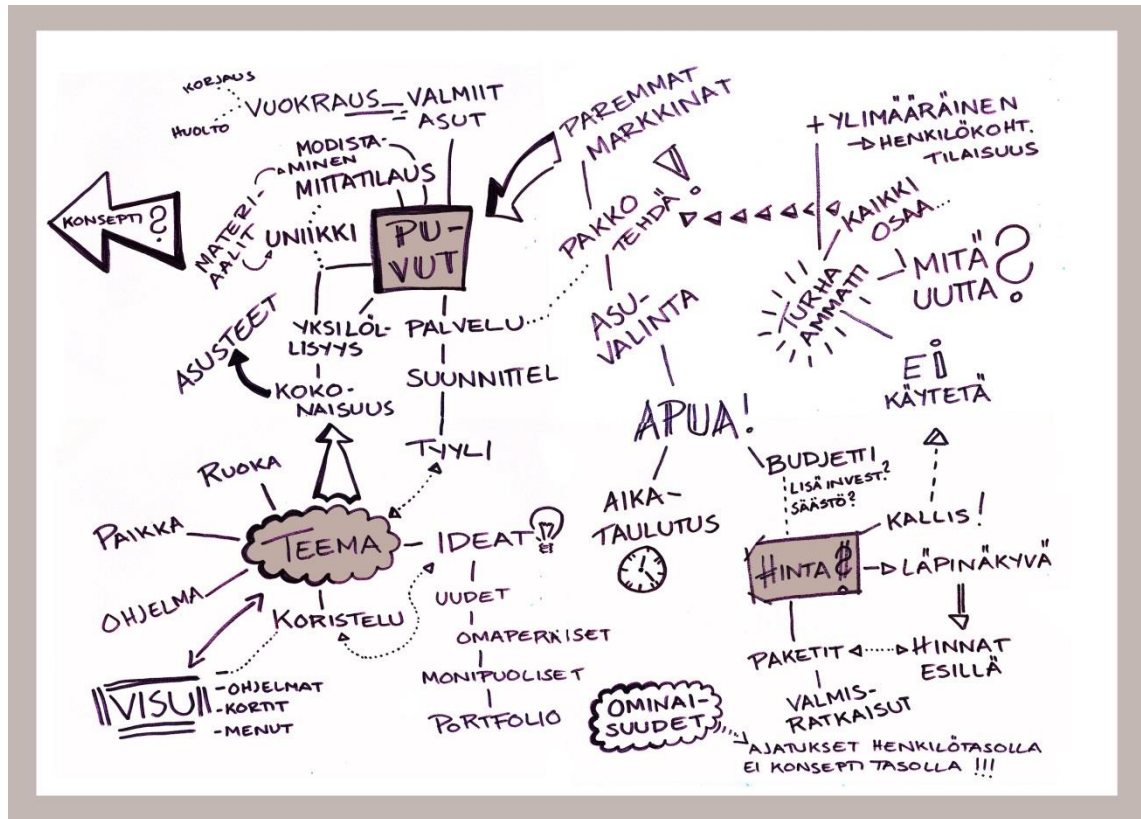 KORJAUS
HUOLTO
VUOKRAUS
VALMIIT
ASUT
MODISTA-
MINEN
MITTATILAUS
MATERI-
AALIT
UNIIKKI
KONSEPTI?
PU-
VUT
ASUSTEET
YKSILÖL-
LISYYS
KOKO-
NAISUUS
PALVELU
SUUNNITTEL
TYYLI
PAREMMAT
MARKKINAT
PAKKO
TEHDÄ!
ASU-
VALINTA
APUA!
AIKA-
TAULUTUS
BUDJETTI
LISÄINVEST.?
SÄÄSTÖ?
+ YLIMÄÄRÄINEN
HENKILÖKOHT.
TILAISUUS
KAIKKI
OSAA...
TURHA
AMMATTI
MITÄ
UUTTA?
EI
KÄYTETÄ
RUOKA
PAIKKA
OHJELMA
TEEMA
KORISTELU
VISU
-OHJELMAT
-KORTIT
-MENUT
IDEAT
UUDET
OMAPERÄISET
MONIPUOLISET
PORTFOLIO
HINTA?
KALLIS!
LÄPINÄKYVÄ
HINNAT
ESILLÄ
PAKETIT
VALMIS-
RATKAISUT
OMINAI-
SUUDET
AJATUKSET HENKILÖTASOLLA
EI KONSEPTI TASOLLA !!!